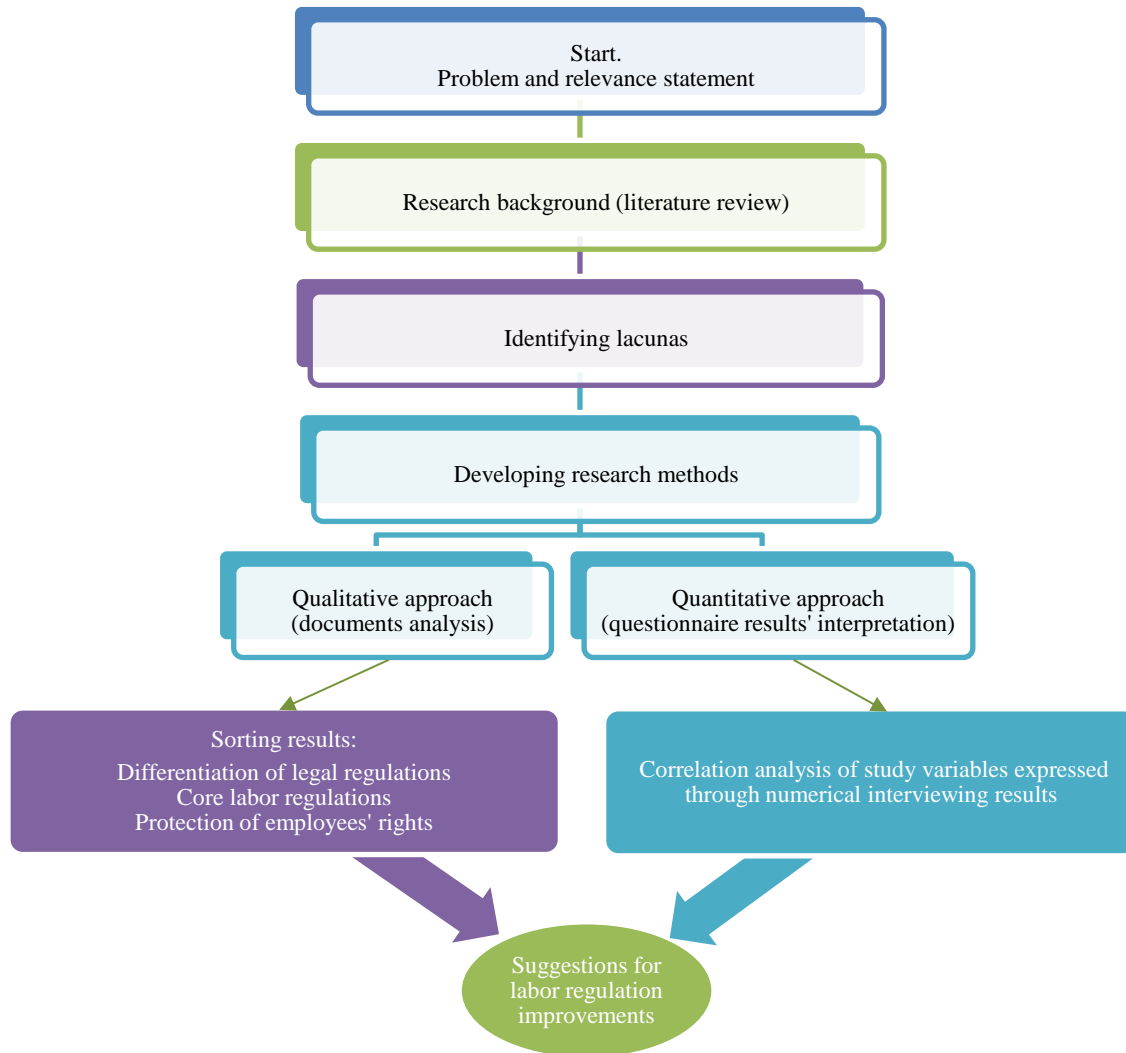 Start.
Problem and relevance statement
Research background (literature review)
Identifying lacunas
Developing research methods
Qualitative approach
(documents analysis)
Quantitative approach
(questionnaire results' interpretation)
Sorting results:
Differentiation of legal regulations
Core labor regulations
Protection of employees' rights
Correlation analysis of study variables expressed
through numerical interviewing results
Suggestions for
labor regulation
improvements